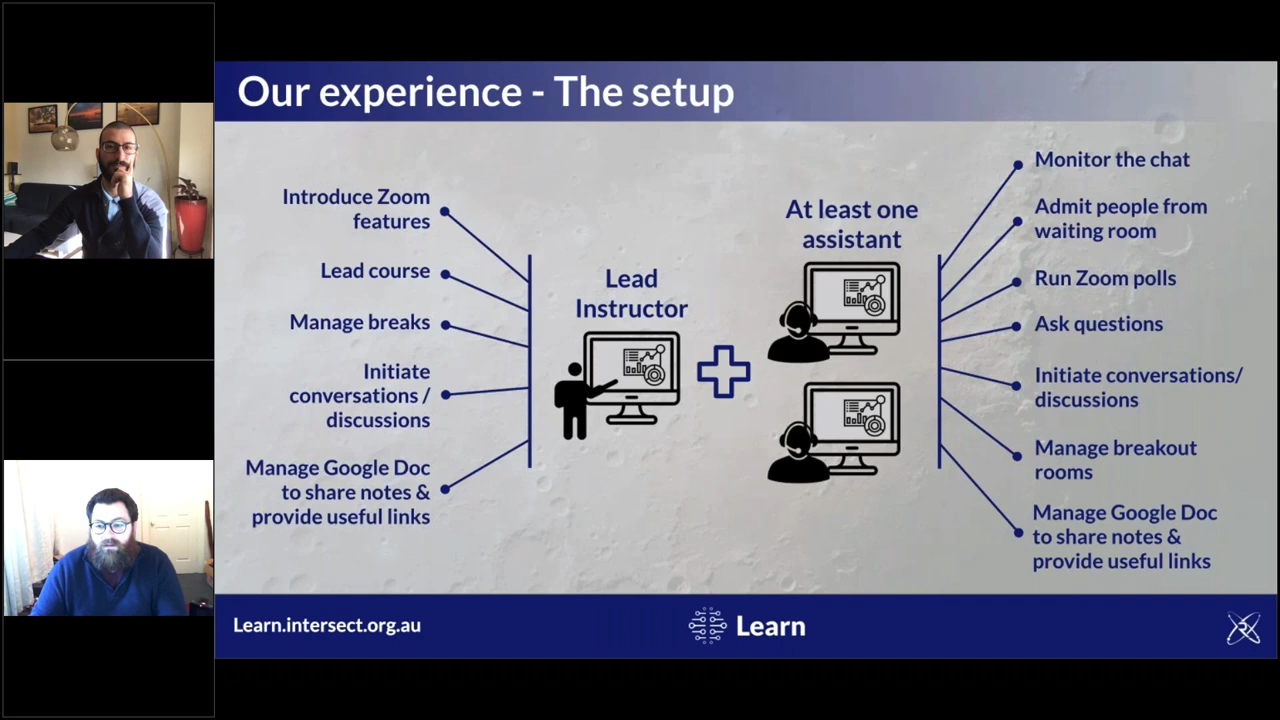 Our experience - The setup
Introduce Zoom
features
Lead course
Manage breaks
Initiate
conversations /
discussions
Manage Google Doc
to share notes &
provide useful links
Lead
Instructor
At least one
assistant
Monitor the chat
Admit people from
waiting room
Run Zoom polls
Ask questions
Initiate conversations/
discussions
Manage breakout
rooms
Manage Google Doc
to share notes &
provide useful links
Learn.intersect.org.au
Learn